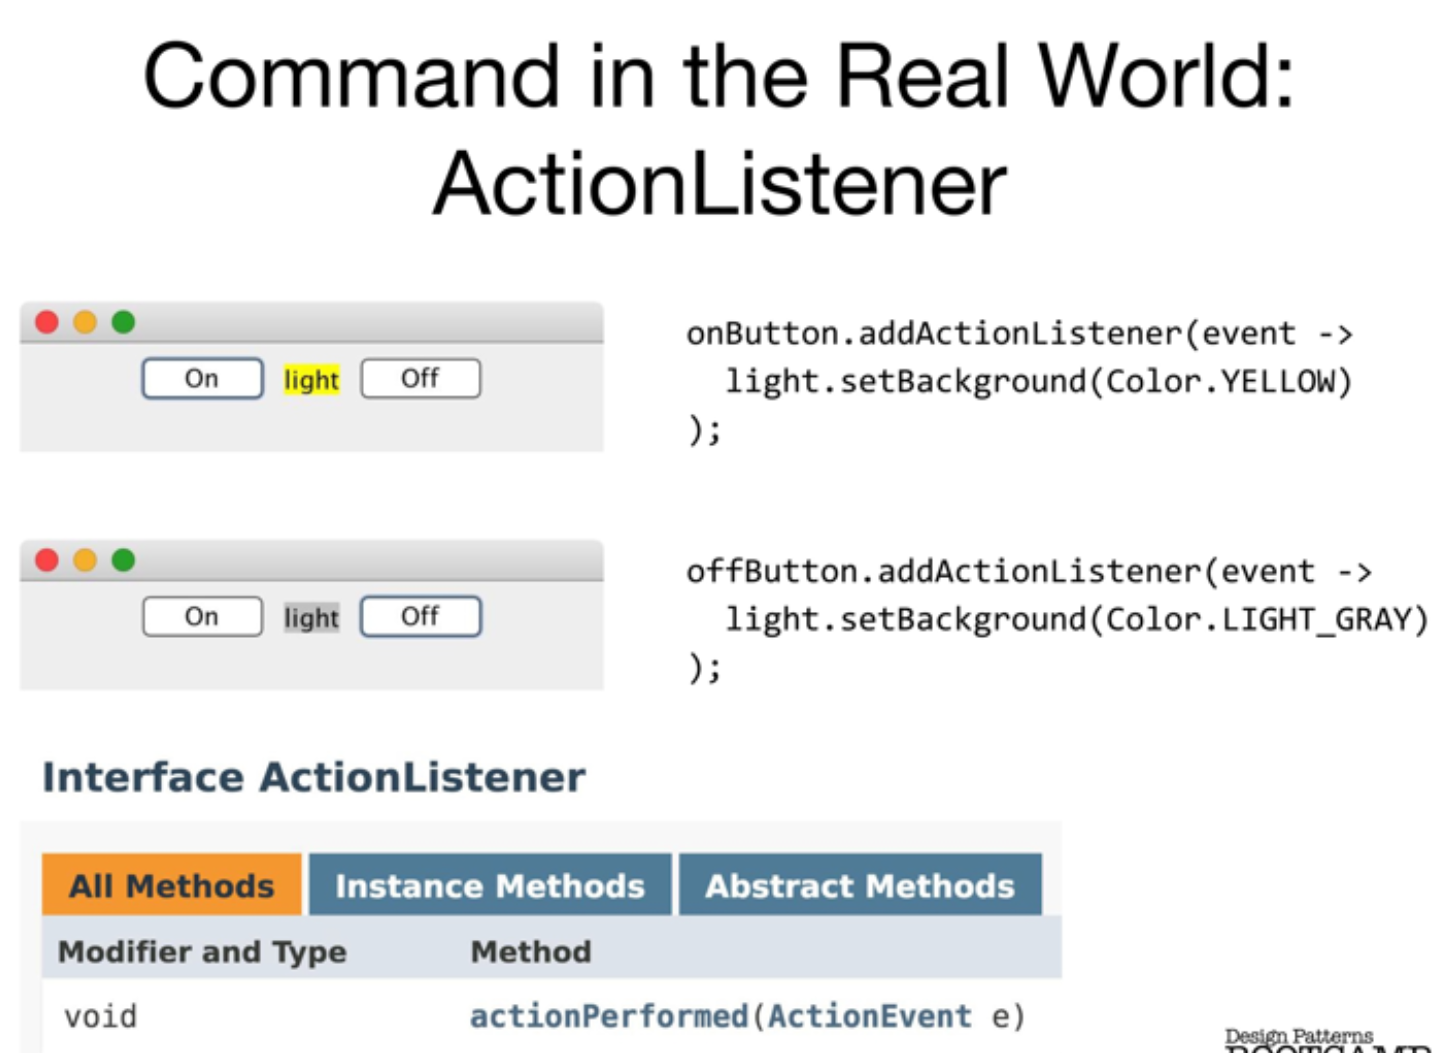 Command in the Real World:
ActionListener
On light Off
onButton.addActionListener(event ->
light.setBackground(Color.YELLOW)
);
On light Off
offButton.addActionListener(event ->
light.setBackground(Color.LIGHT_GRAY)
);
Interface ActionListener
All Methods Instance Methods Abstract Methods
Modifier and Type Method
void actionPerformed(ActionEvent e)
Design Patterns
BOOTCAMP